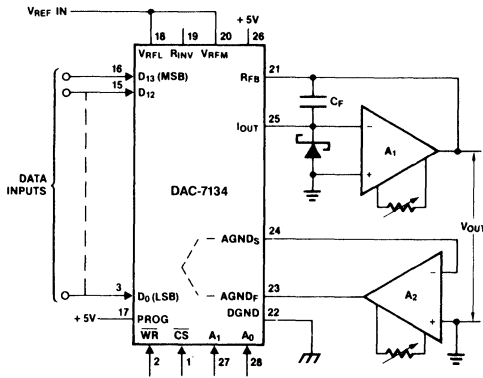 VREF IN
18 19 20 + 5V 26
VRFL RINV VRFM
16 D13 (MSB)
15 D12
RFB 21
CF
IOUT 25
−
+
A1
DATA
INPUTS
DAC-7134
VOUT
AGNDS 24
−
+
A2
3 D0 (LSB)
AGNDF 23
DGND 22
+ 5V 17 PROG
WR CS A1 A0
2 1 27 28